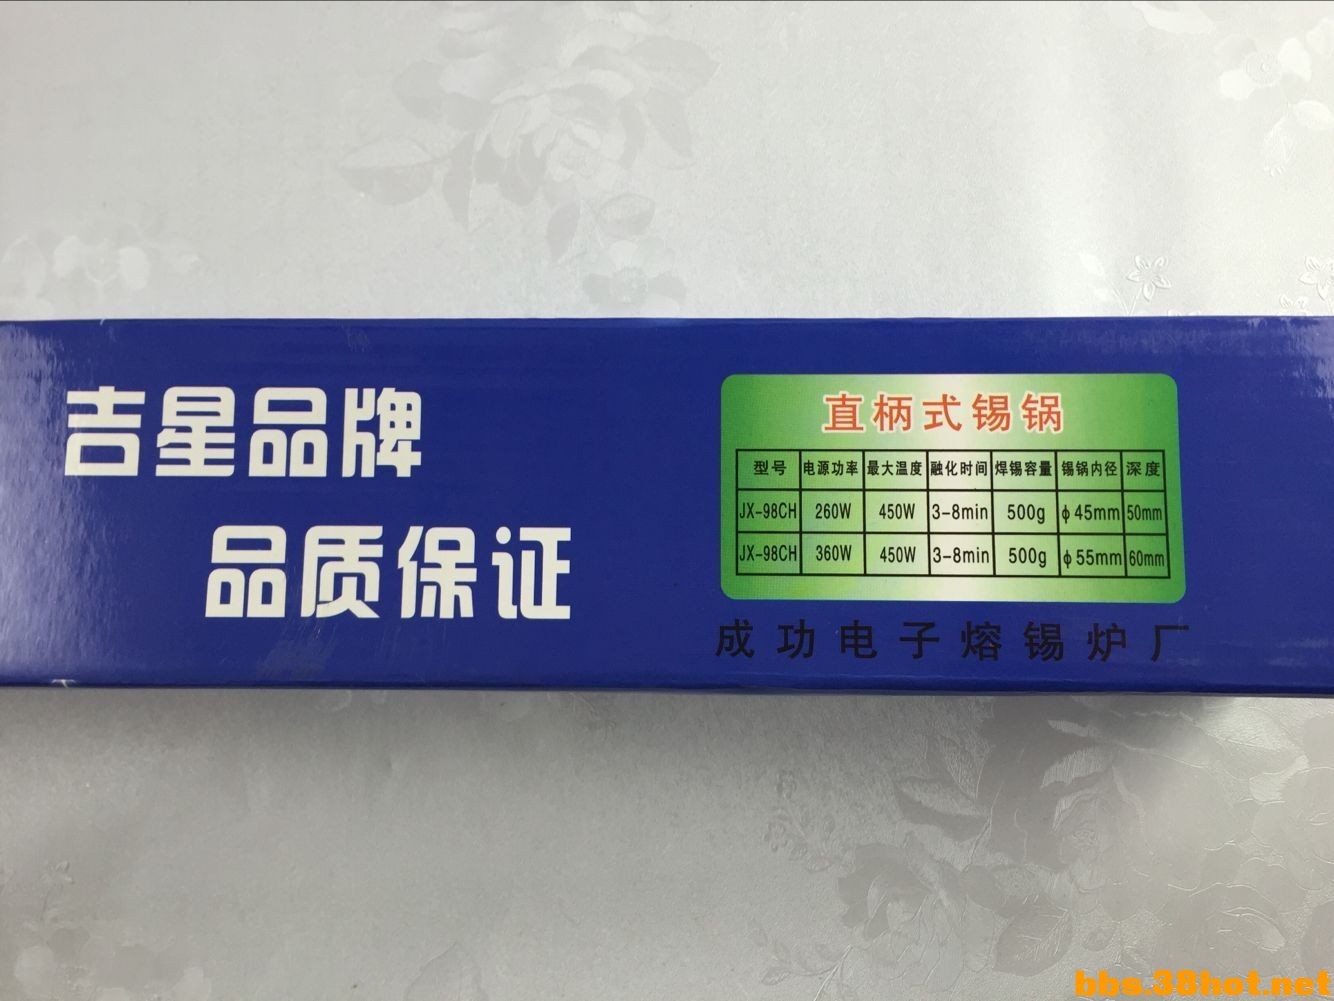 吉星品牌
品质保证
直柄式锡锅
型号 电源功率 最大温度 融化时间 焊锡容量 锡锅内径 深度
JX-98CH 260W 450W 3-8min 500g φ45mm 50mm
JX-98CH 360W 450W 3-8min 500g φ55mm 60mm
成功电子熔锡炉厂
bbs.38hot.net